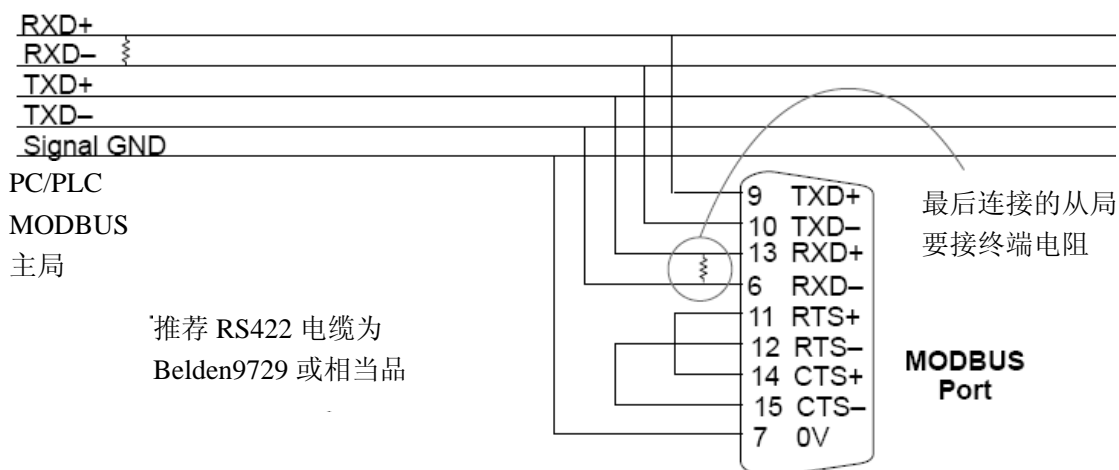 RXD+
RXD–
TXD+
TXD–
Signal GND
PC/PLC
MODBUS
主局
推荐 RS422 电缆为
Belden9729 或相当品
9 TXD+
10 TXD–
13 RXD+
6 RXD–
11 RTS+
12 RTS–
14 CTS+
15 CTS–
7 0V
MODBUS
Port
最后连接的从局
要接终端电阻